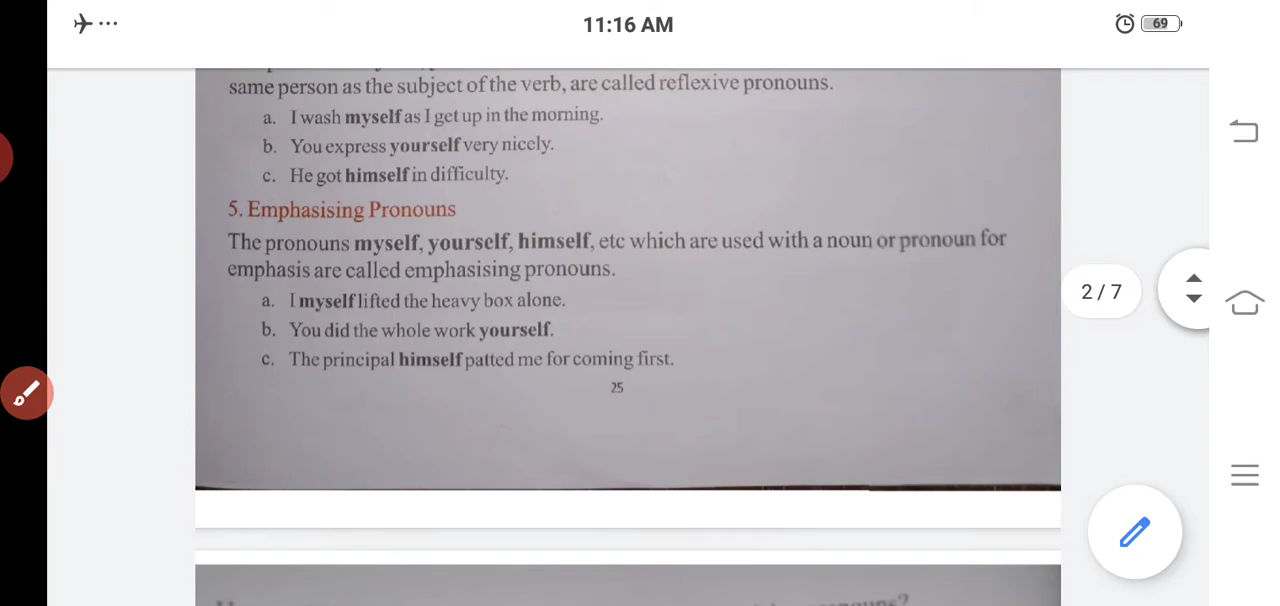 11:16 AM
69
same person as the subject of the verb, are called reflexive pronouns.
a. I wash myself as I get up in the morning.
b. You express yourself very nicely.
c. He got himself in difficulty.
5. Emphasising Pronouns
The pronouns myself, yourself, himself, etc which are used with a noun or pronoun for
emphasis are called emphasising pronouns.
a. I myself lifted the heavy box alone.
b. You did the whole work yourself.
c. The principal himself patted me for coming first.
25
2 / 7